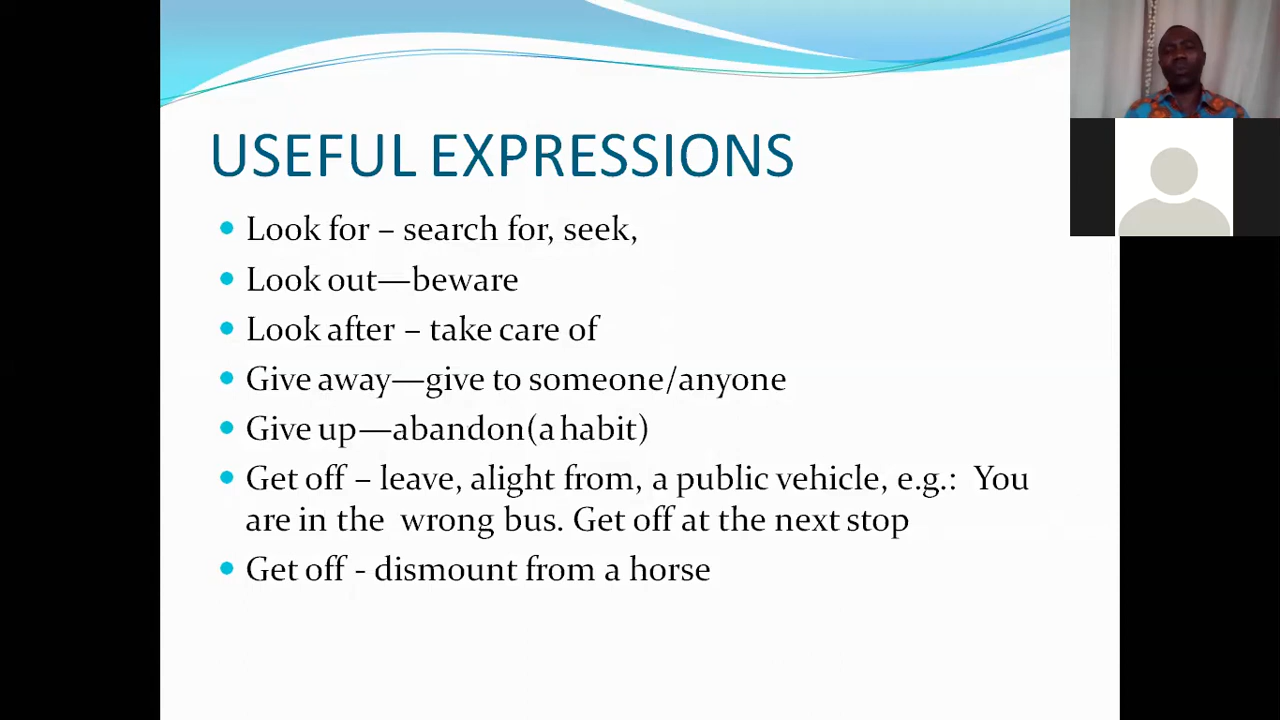 USEFUL EXPRESSIONS
Look for – search for, seek,
Look out—beware
Look after – take care of
Give away—give to someone/anyone
Give up—abandon(a habit)
Get off – leave, alight from, a public vehicle, e.g.:  You
are in the  wrong bus. Get off at the next stop
Get off - dismount from a horse